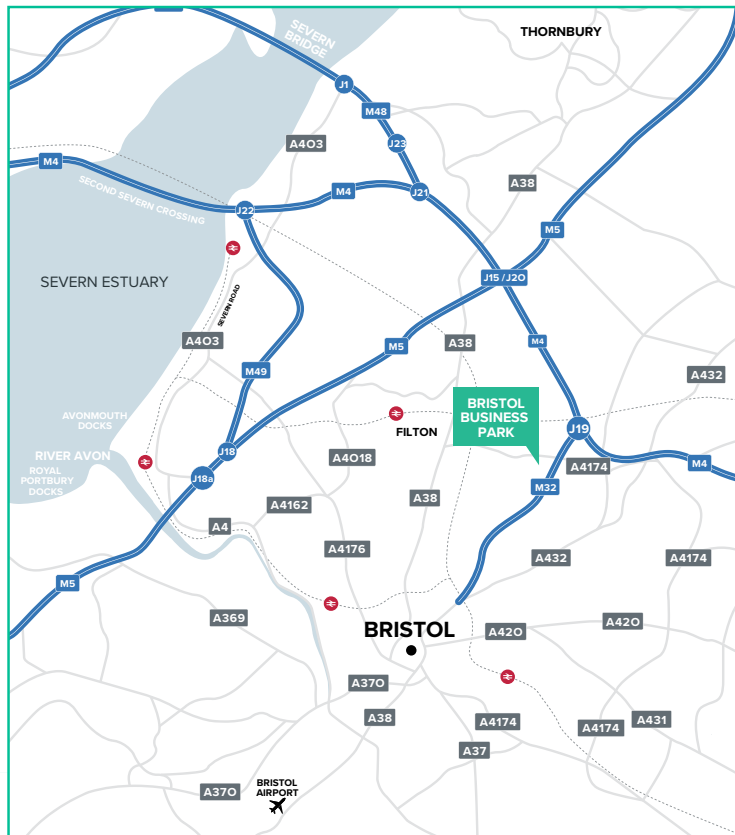 SEVERN
BRIDGE
THORNBURY
J1
M48
A403
J23
M4
SECOND SEVERN CROSSING
M4
J21
A38
J22
M5
SEVERN ESTUARY
J15 / J20
SEVERN ROAD
A403
M5
A38
M4
M49
A432
AVONMOUTH
DOCKS
BRISTOL
BUSINESS
PARK
FILTON
J19
RIVER AVON
ROYAL
PORTBURY
DOCKS
J18
A4018
A4174
M4
J18a
M32
A4162
A38
A4
A4176
A432
A4174
M5
A369
BRISTOL
A420
A420
A370
A38
A4174
A4174
A431
A37
A370
BRISTOL
AIRPORT